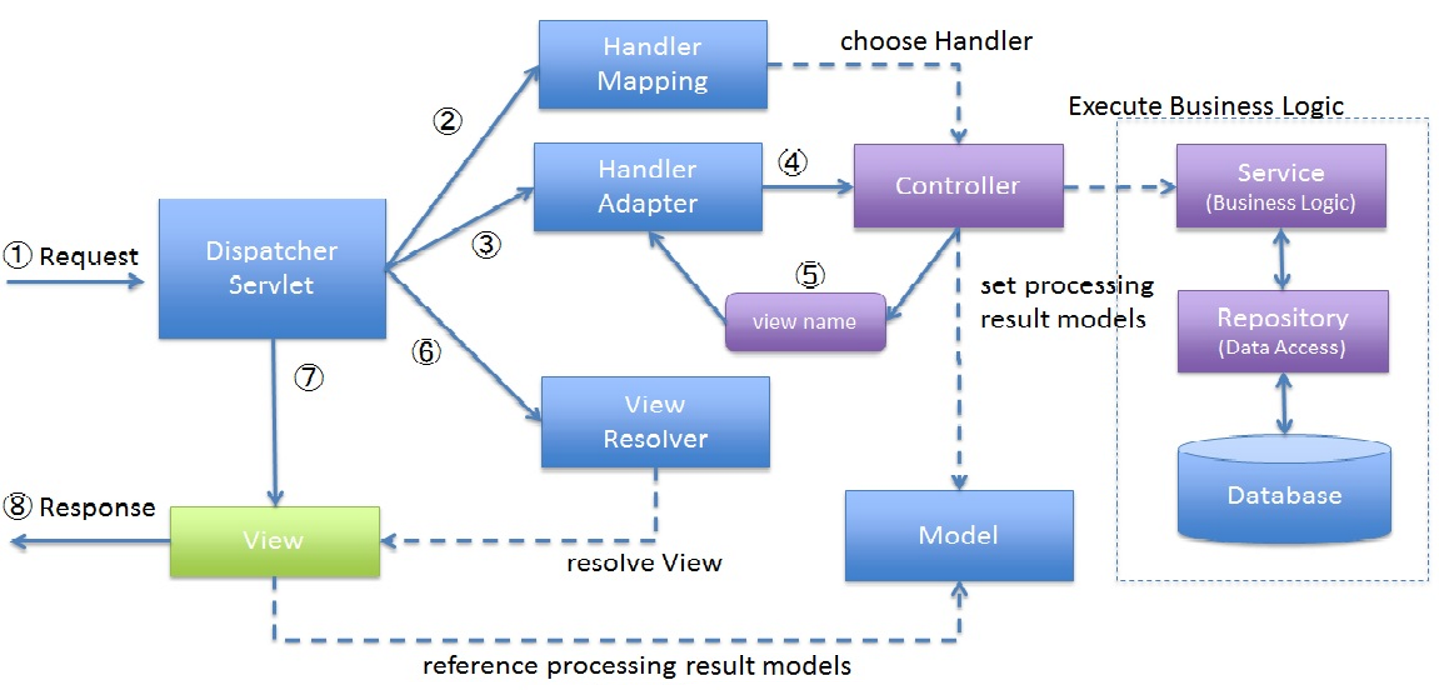 Handler
Mapping
choose Handler
Execute Business Logic
②
Handler
Adapter
④
Controller
Service
(Business Logic)
① Request
Dispatcher
Servlet
③
⑤
view name
set processing
result models
Repository
(Data Access)
⑥
⑦
View
Resolver
⑧ Response
View
resolve View
Model
Database
reference processing result models